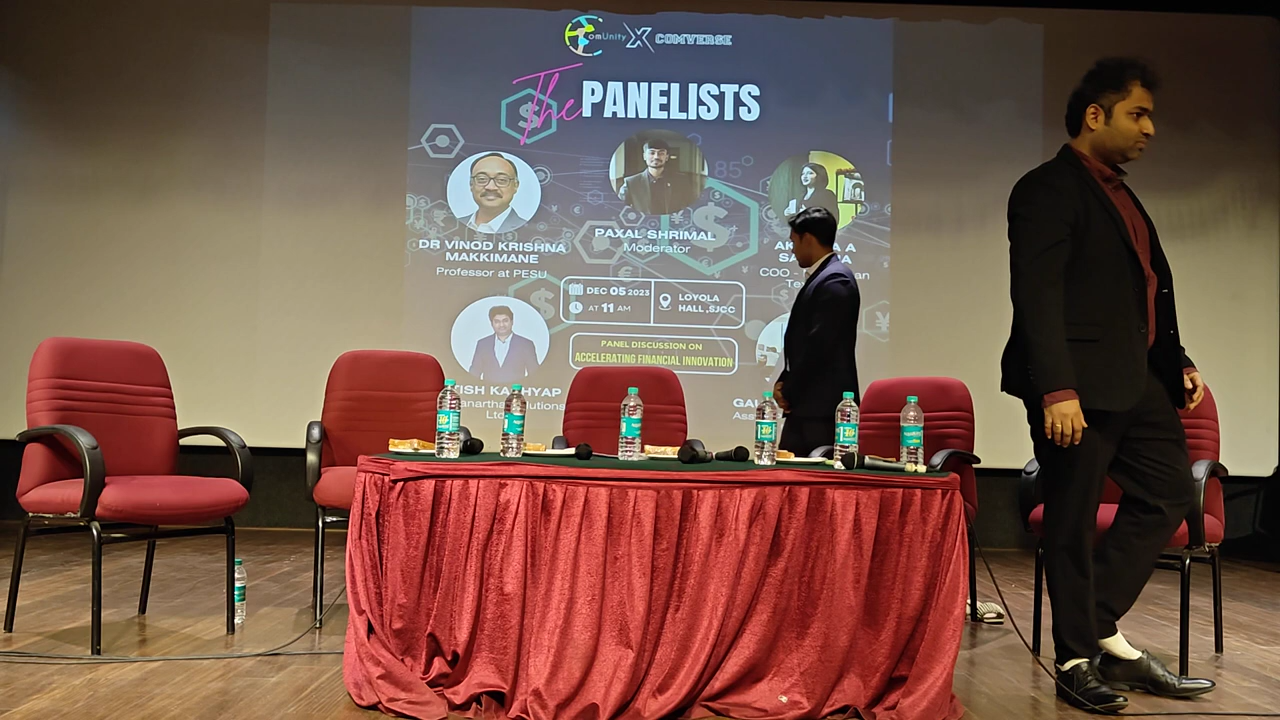 omUnity X COMVERSE
The PANELISTS
DR VINOD KRISHNA
MAKKIMANE
Professor at PESU
PAXAL SHRIMAL
Moderator
COO -
DEC 05 2023
AT 11 AM
LOYOLA
HALL ,SJCC
PANEL DISCUSSION ON
ACCELERATING FINANCIAL INNOVATION